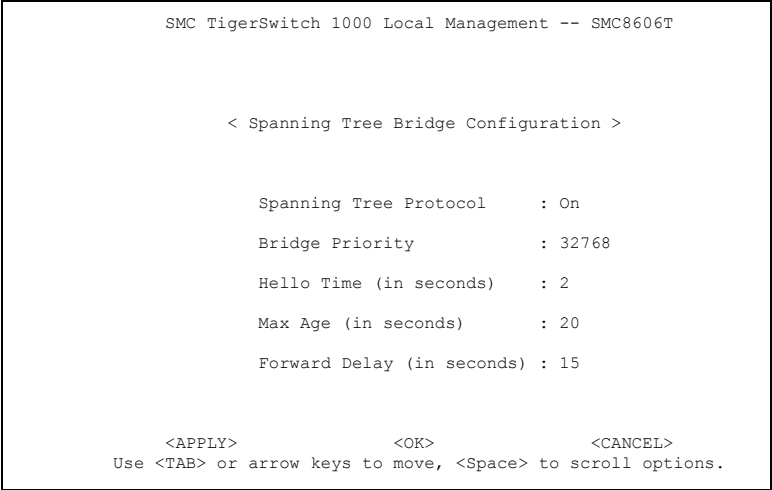 SMC TigerSwitch 1000 Local Management -- SMC8606T
< Spanning Tree Bridge Configuration >
Spanning Tree Protocol : On
Bridge Priority : 32768
Hello Time (in seconds) : 2
Max Age (in seconds) : 20
Forward Delay (in seconds) : 15
<APPLY> <OK> <CANCEL>
Use <TAB> or arrow keys to move, <Space> to scroll options.